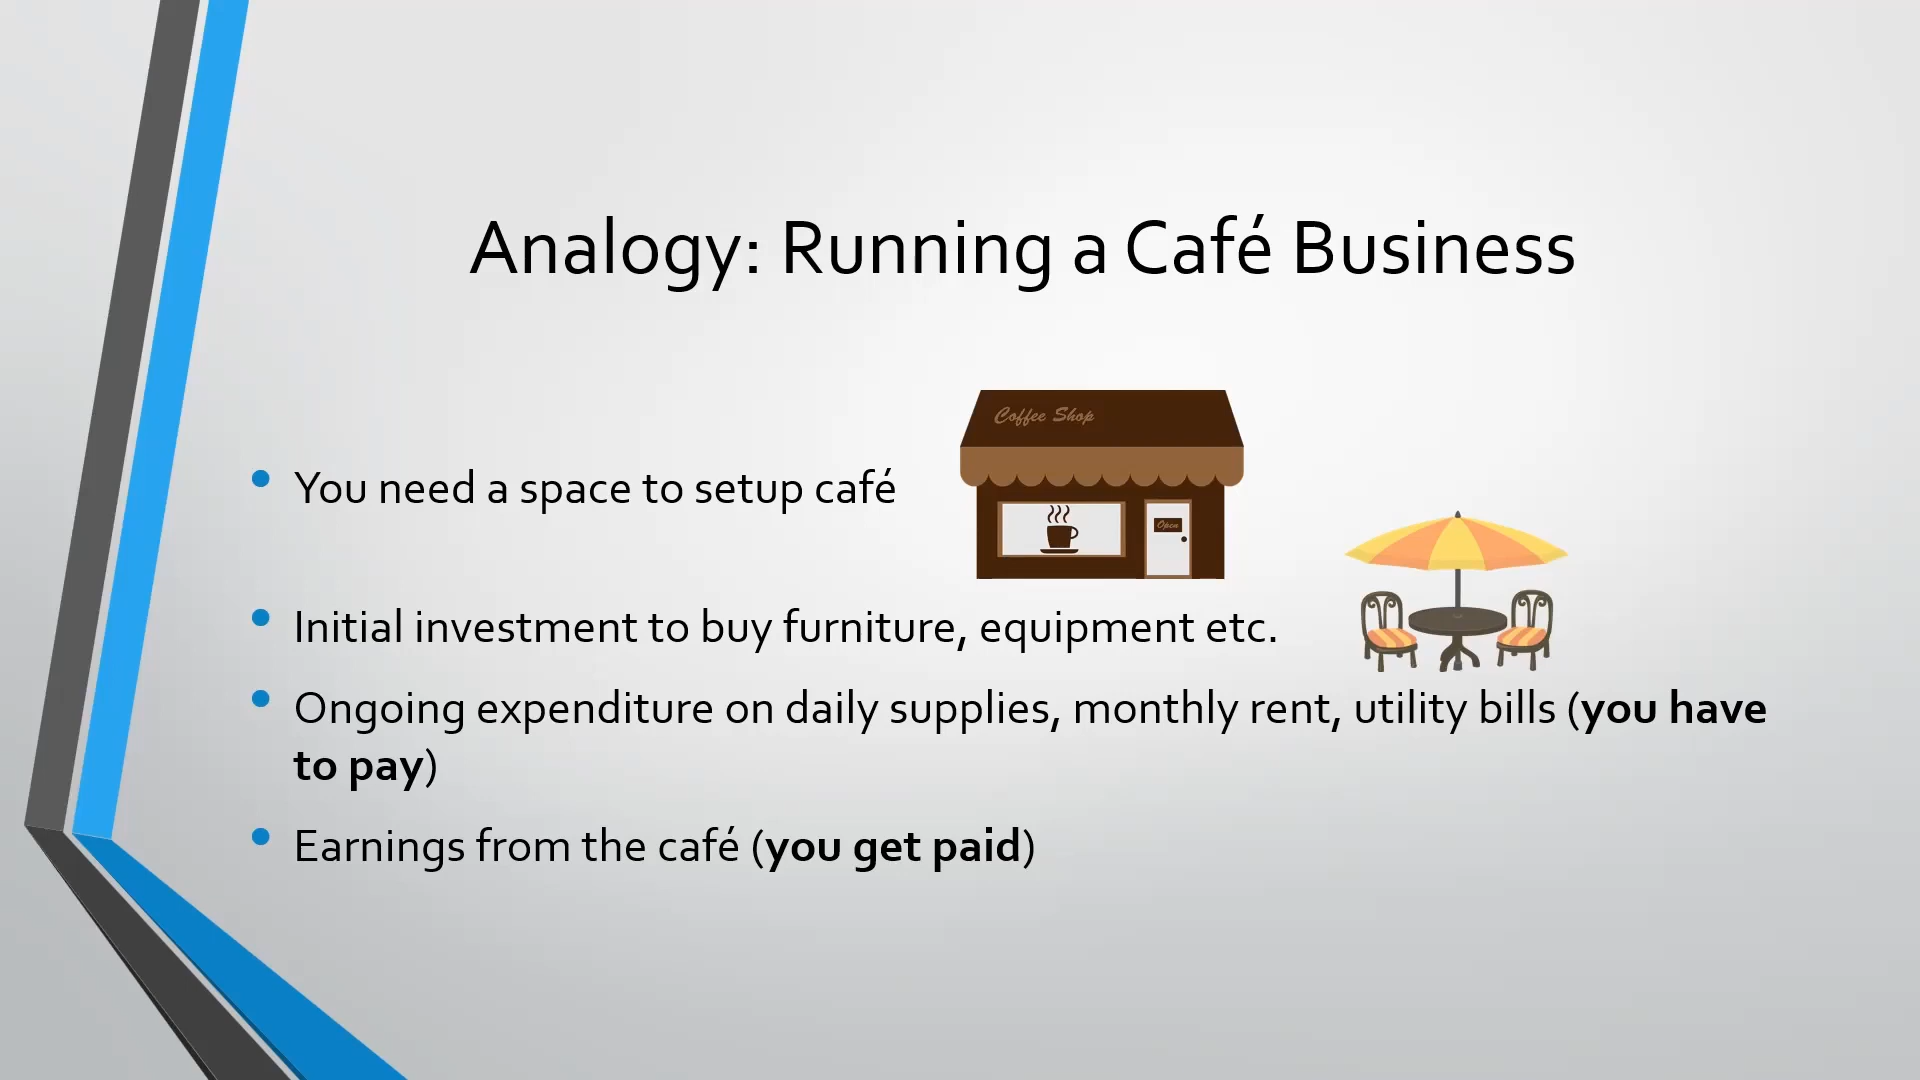 Analogy: Running a Café Business
Coffee Shop
• You need a space to setup café
Open
• Initial investment to buy furniture, equipment etc.
• Ongoing expenditure on daily supplies, monthly rent, utility bills (you have
to pay)
• Earnings from the café (you get paid)